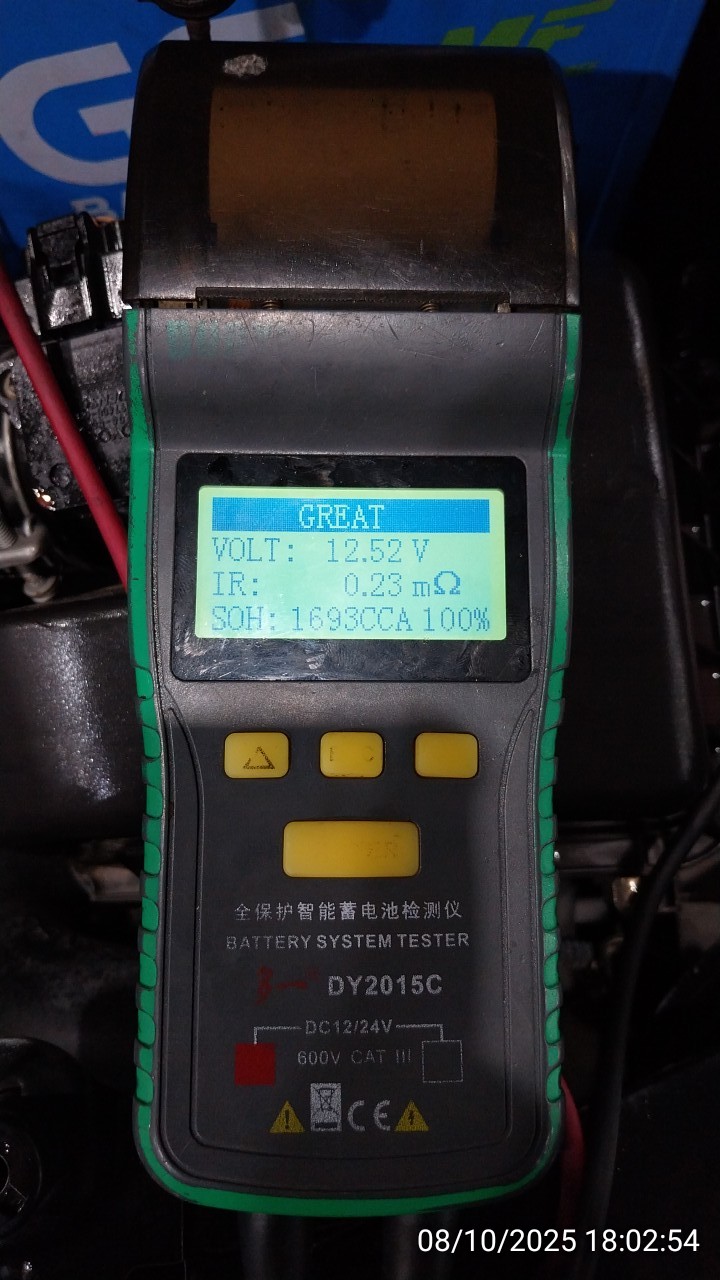 GS
ME
GREAT
VOLT: 12.52 V
IR: 0.23 mΩ
SOH: 1693CCA 100%
全保护智能蓄电池检测仪
BATTERY SYSTEM TESTER
DY2015C
DC12/24V
600V CAT III
CE
08/10/2025 18:02:54